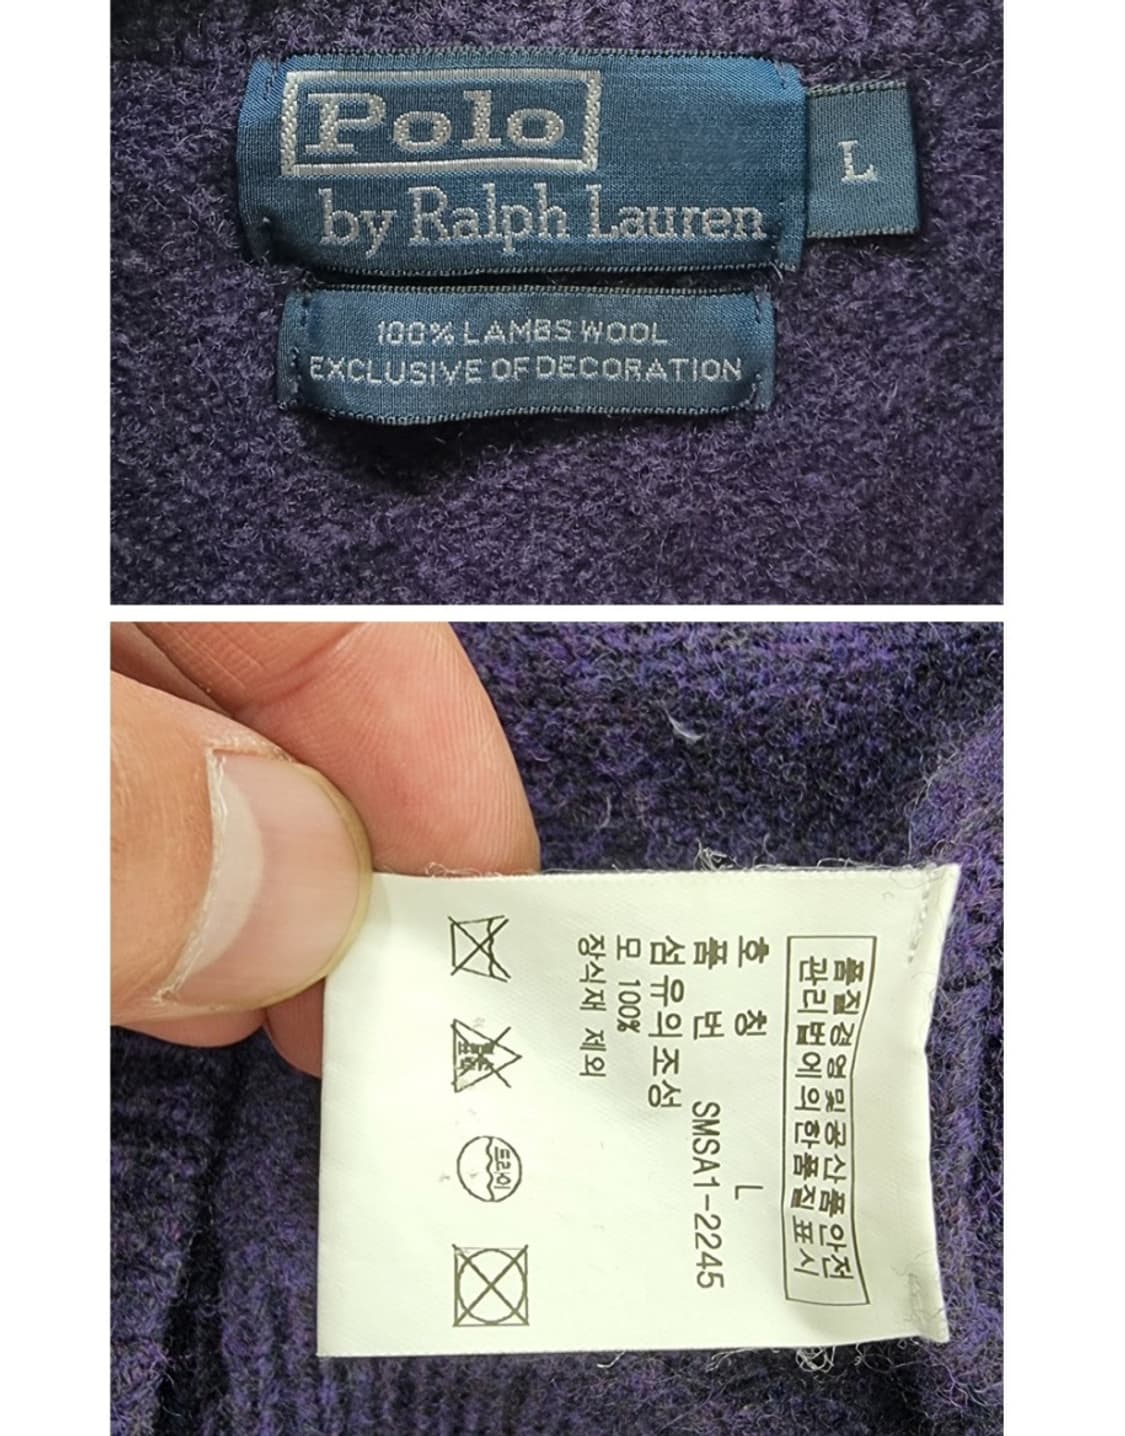 Polo
by Ralph Lauren
L
100% LAMBS WOOL
EXCLUSIVE OF DECORATION
품질경영 및 공산품안전
관리법에 의한 품질 표시
호 칭 L
품 번 SMSA1-2245
섬유의 조성
모 100%
장식재 제외
드라이